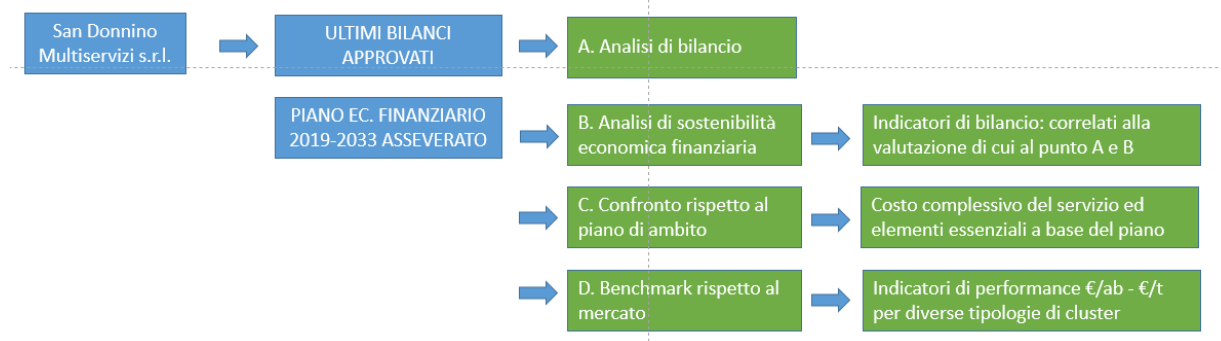 San Donnino
Multiservizi s.r.l.
ULTIMI BILANCI
APPROVATI
A. Analisi di bilancio
PIANO EC. FINANZIARIO
2019-2033 ASSEVERATO
B. Analisi di sostenibilità
economica finanziaria
Indicatori di bilancio: correlati alla
valutazione di cui al punto A e B
C. Confronto rispetto al
piano di ambito
Costo complessivo del servizio ed
elementi essenziali a base del piano
D. Benchmark rispetto al
mercato
Indicatori di performance €/ab - €/t
per diverse tipologie di cluster